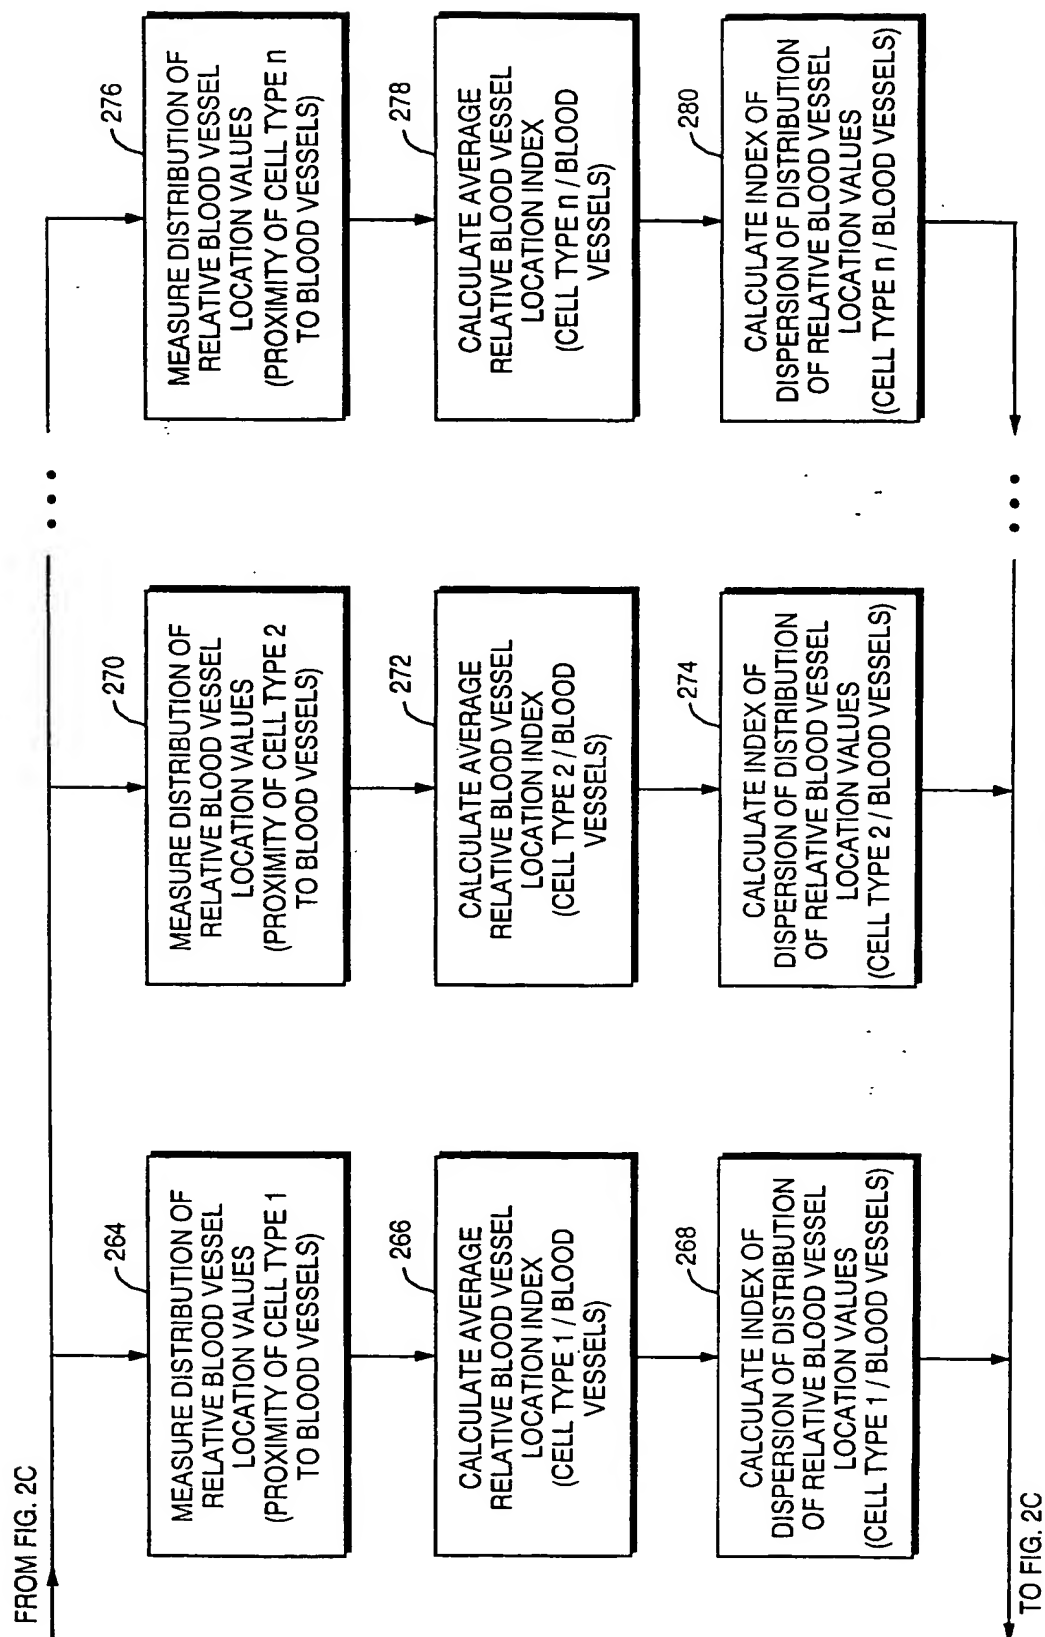 FROM FIG. 2C
264
MEASURE DISTRIBUTION OF
RELATIVE BLOOD VESSEL
LOCATION VALUES
(PROXIMITY OF CELL TYPE 1
TO BLOOD VESSELS)
266
CALCULATE AVERAGE
RELATIVE BLOOD VESSEL
LOCATION INDEX
(CELL TYPE 1 / BLOOD
VESSELS)
268
CALCULATE INDEX OF
DISPERSION OF DISTRIBUTION
OF RELATIVE BLOOD VESSEL
LOCATION VALUES
(CELL TYPE 1 / BLOOD VESSELS)
270
MEASURE DISTRIBUTION OF
RELATIVE BLOOD VESSEL
LOCATION VALUES
(PROXIMITY OF CELL TYPE 2
TO BLOOD VESSELS)
272
CALCULATE AVERAGE
RELATIVE BLOOD VESSEL
LOCATION INDEX
(CELL TYPE 2 / BLOOD
VESSELS)
274
CALCULATE INDEX OF
DISPERSION OF DISTRIBUTION
OF RELATIVE BLOOD VESSEL
LOCATION VALUES
(CELL TYPE 2 / BLOOD VESSELS)
276
MEASURE DISTRIBUTION OF
RELATIVE BLOOD VESSEL
LOCATION VALUES
(PROXIMITY OF CELL TYPE n
TO BLOOD VESSELS)
278
CALCULATE AVERAGE
RELATIVE BLOOD VESSEL
LOCATION INDEX
(CELL TYPE n / BLOOD
VESSELS)
280
CALCULATE INDEX OF
DISPERSION OF DISTRIBUTION
OF RELATIVE BLOOD VESSEL
LOCATION VALUES
(CELL TYPE n / BLOOD VESSELS)
TO FIG. 2C